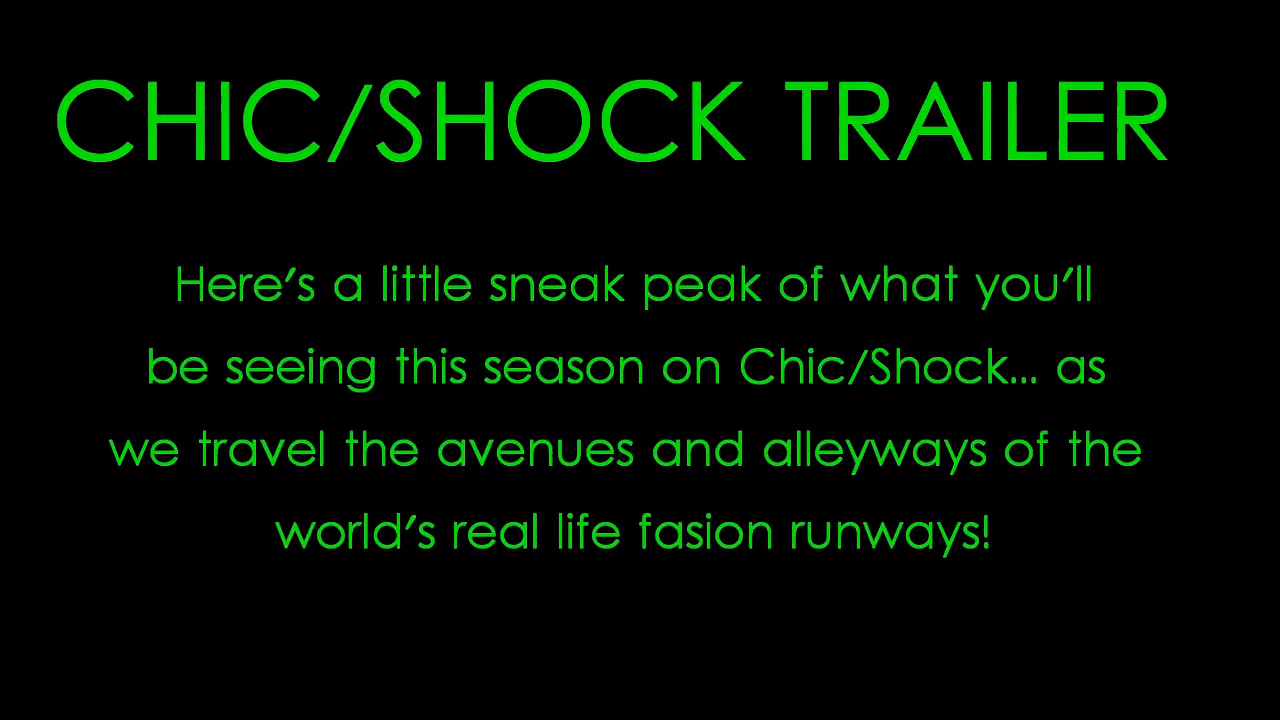 CHIC/SHOCK TRAILER
Here's a little sneak peak of what you'll
be seeing this season on Chic/Shock... as
we travel the avenues and alleyways of the
world's real life fasion runways!